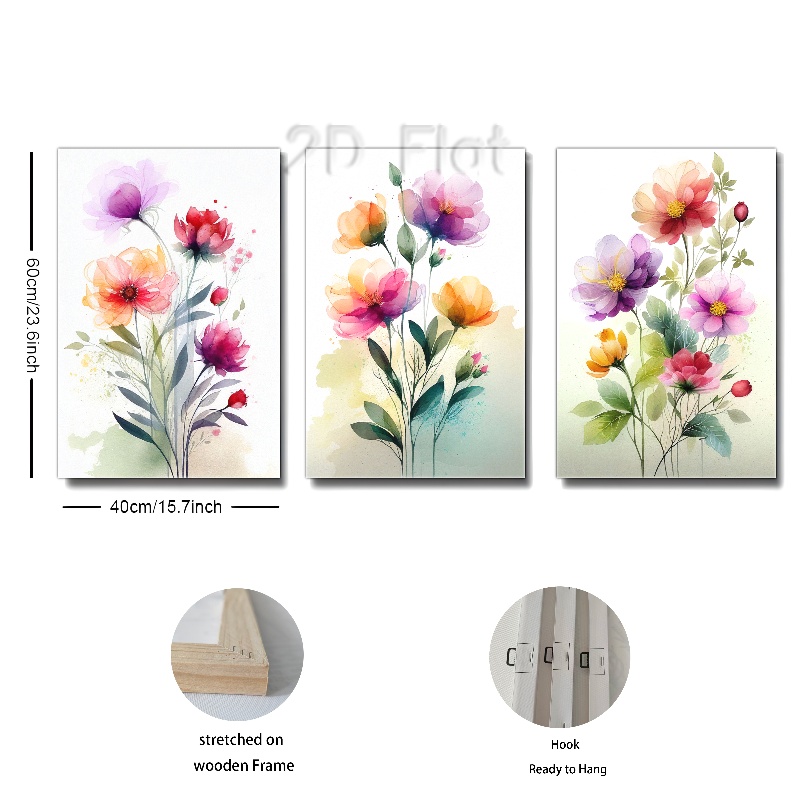 2D Flat
60cm/23.6inch
40cm/15.7inch
stretched on
wooden Frame
Hook
Ready to Hang